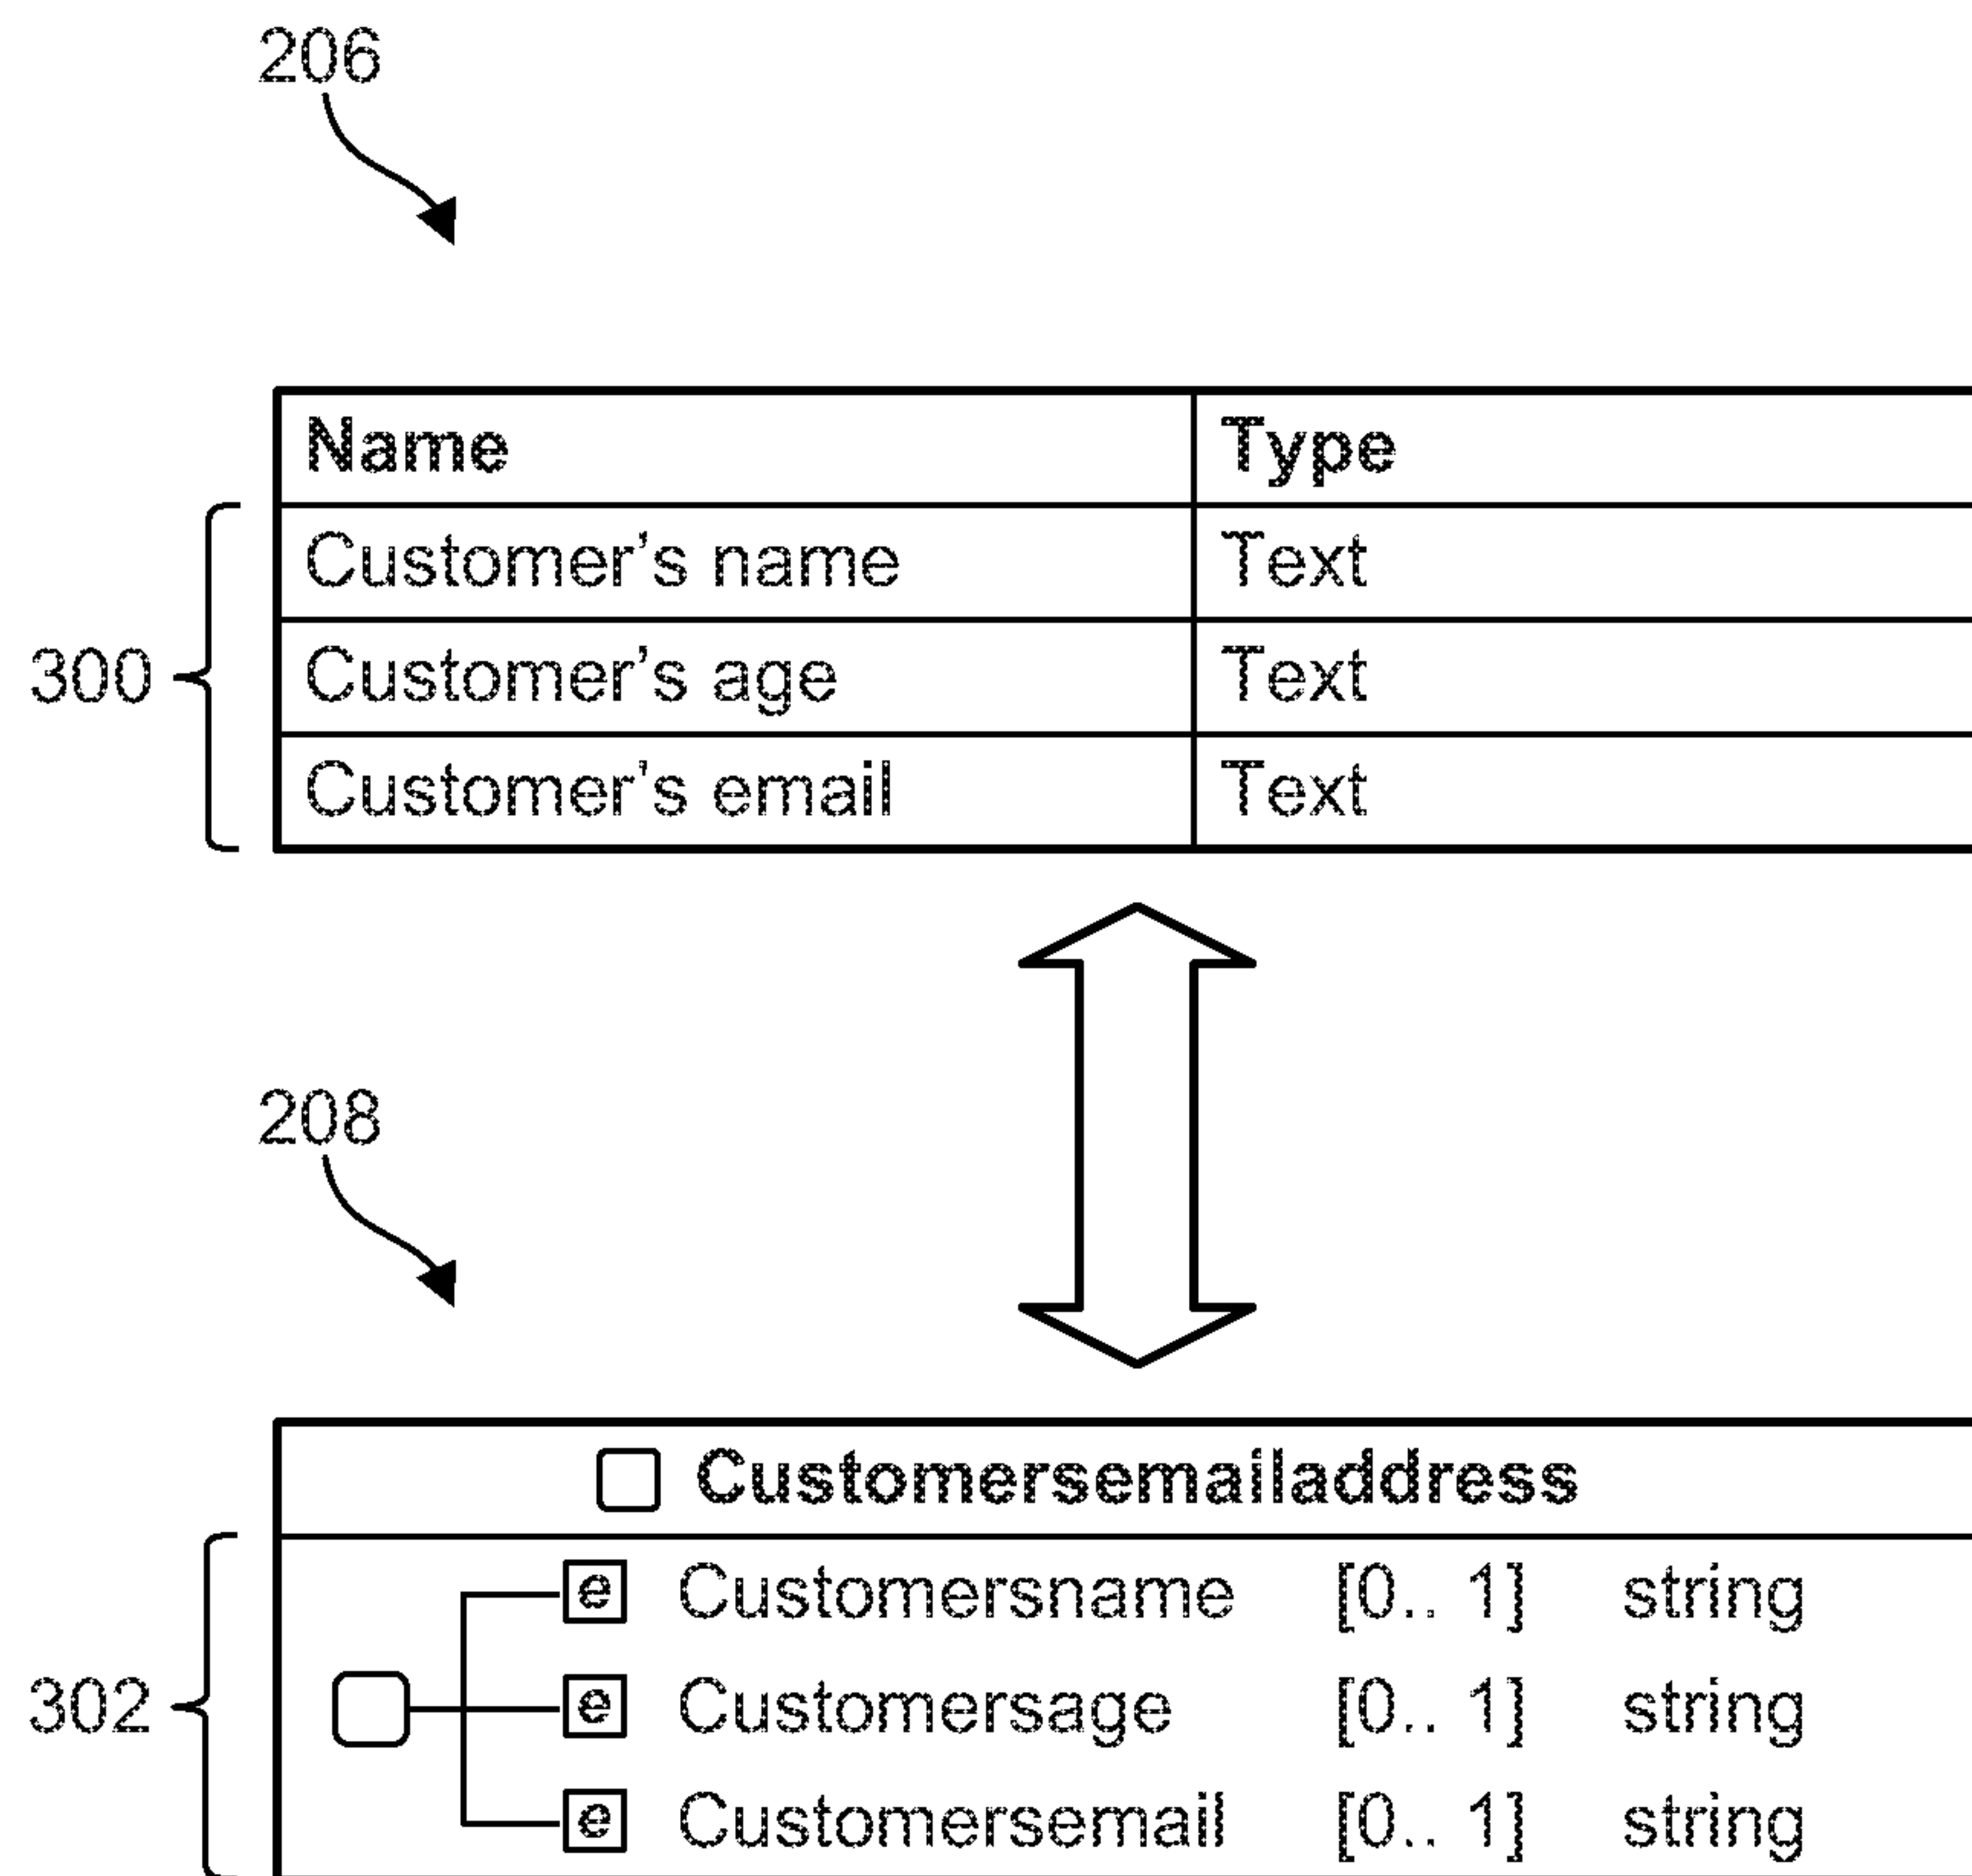 206
Name Type
Customer's name Text
300 Customer's age Text
Customer's email Text
208
Customersemailaddress
e Customersname [0.. 1] string
302 e Customersage [0.. 1] string
e Customersemail [0.. 1] string